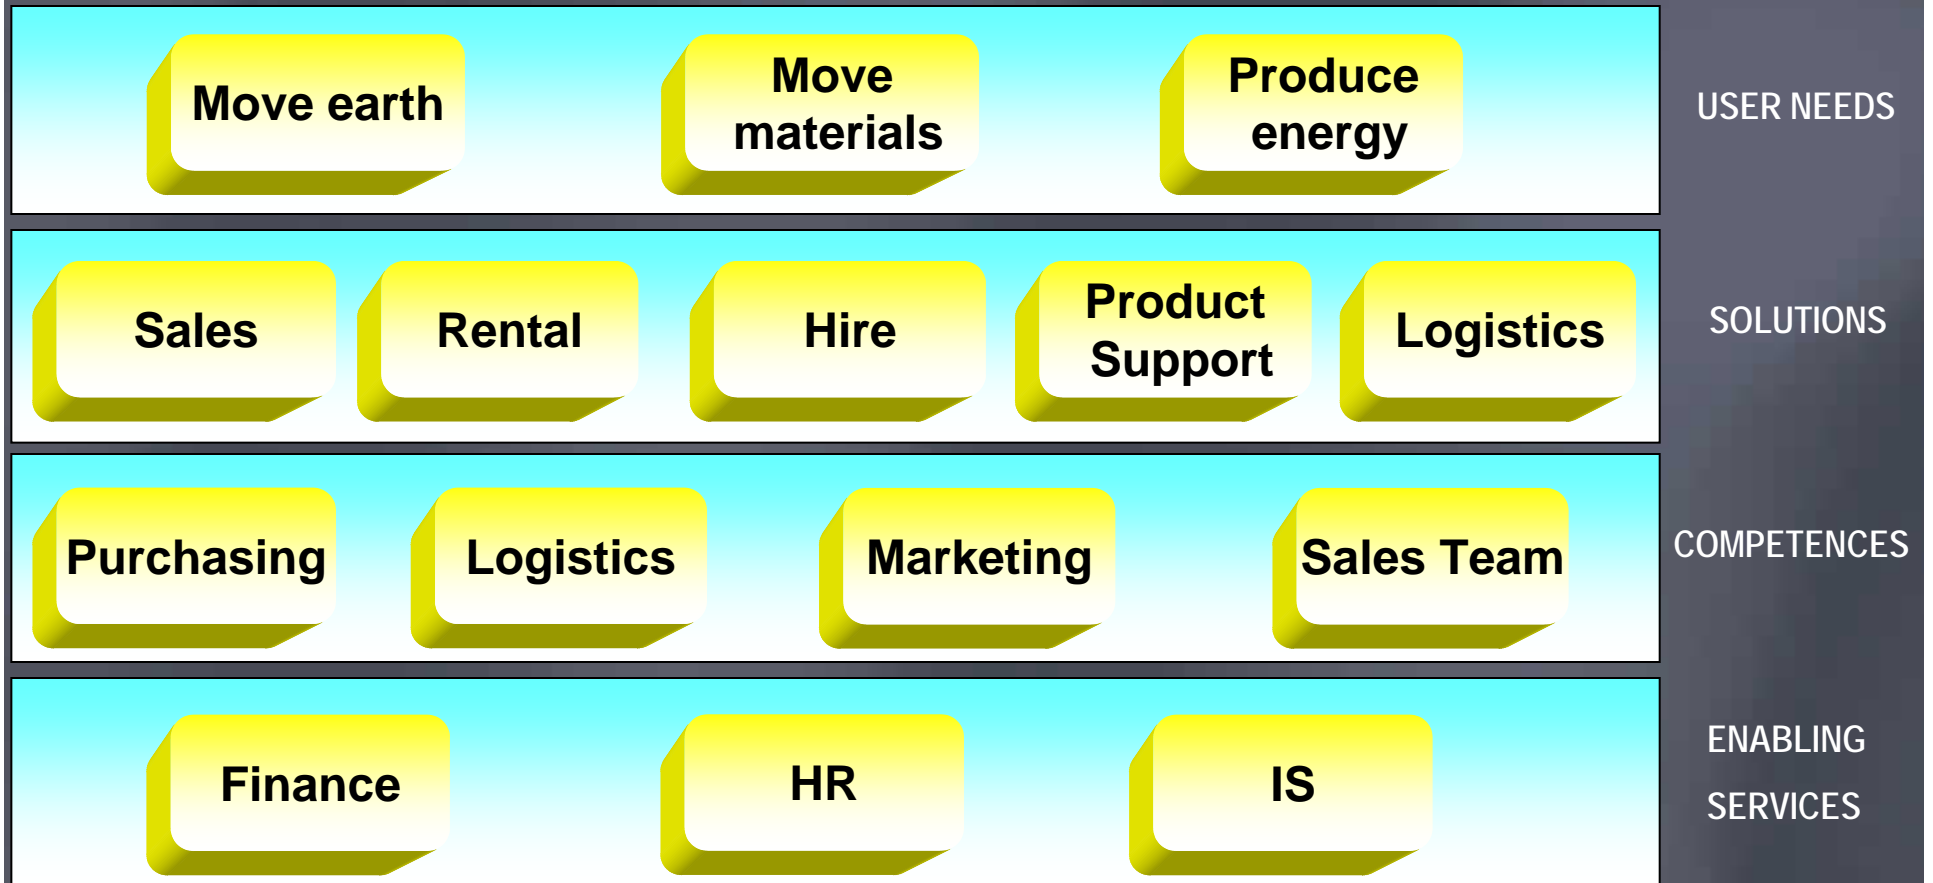 Move earth
Move
materials
Produce
energy
USER NEEDS
Sales
Rental
Hire
Product
Support
Logistics
SOLUTIONS
Purchasing
Logistics
Marketing
Sales Team
COMPETENCES
Finance
HR
IS
ENABLING
SERVICES